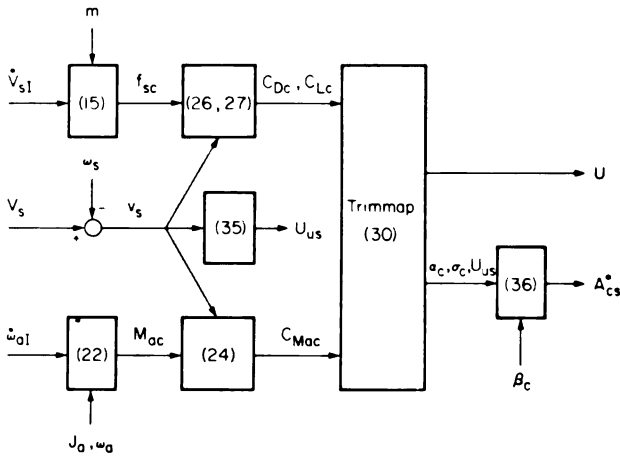 m
V̇sI
(15)
fsc
(26, 27)
CDc, CLc
ωs
Vs
+
-
vs
(35)
Uus
Trimmap
(30)
U
αc, σc, Uus
(36)
Acs*
βc
ω̇aI
(22)
Mac
(24)
CMac
Ja, ωa